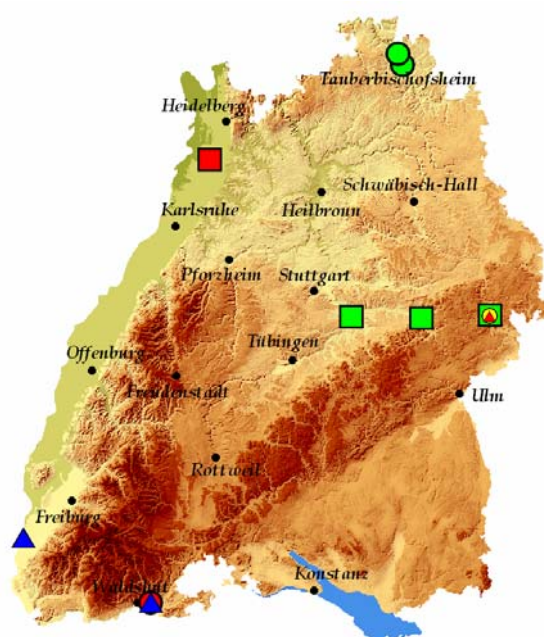 Tauberbischofsheim
Heidelberg
Schwäbisch-Hall
Heilbronn
Karlsruhe
Pforzheim
Stuttgart
Tübingen
Offenburg
Freudenstadt
Ulm
Rottweil
Freiburg
Konstanz
Waldshut